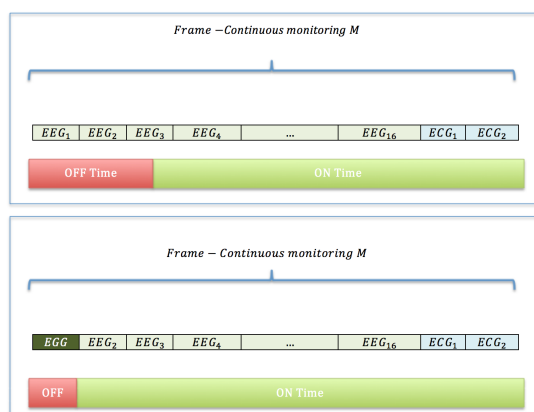 Frame −Continuous monitoring M
EEG₁ EEG₂ EEG₃ EEG₄ ... EEG₁₆ ECG₁ ECG₂
OFF Time ON Time
Frame − Continuous monitoring M
EGG EEG₂ EEG₃ EEG₄ ... EEG₁₆ ECG₁ ECG₂
OFF ON Time